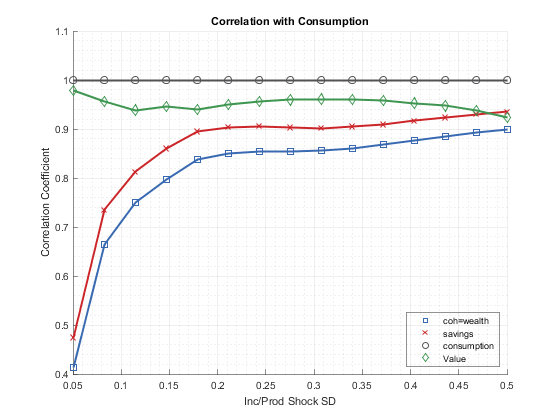 Correlation with Consumption
1.1
1
0.9
0.8
0.7
0.6
0.5
0.4
Correlation Coefficient
0.05
0.1
0.15
0.2
0.25
0.3
0.35
0.4
0.45
0.5
Inc/Prod Shock SD
coh=wealth
savings
consumption
Value